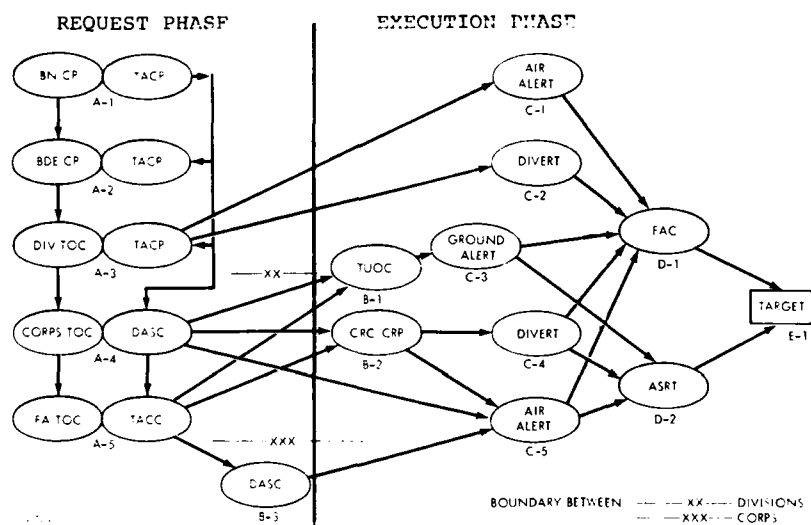 REQUEST PHASE
EXECUTION PHASE
BN CP
TACP
A-1
BDE CP
TACP
A-2
DIV TOC
TACP
A-3
XX
CORPS TOC
DASC
A-4
FA TOC
TACC
A-5
XXX
DASC
B-3
TUOC
B-1
CRC CRP
B-2
AIR
ALERT
C-1
DIVERT
C-2
GROUND
ALERT
C-3
DIVERT
C-4
AIR
ALERT
C-5
FAC
D-1
ASRT
D-2
TARGET
E-1
BOUNDARY BETWEEN
XX DIVISIONS
XXX CORPS